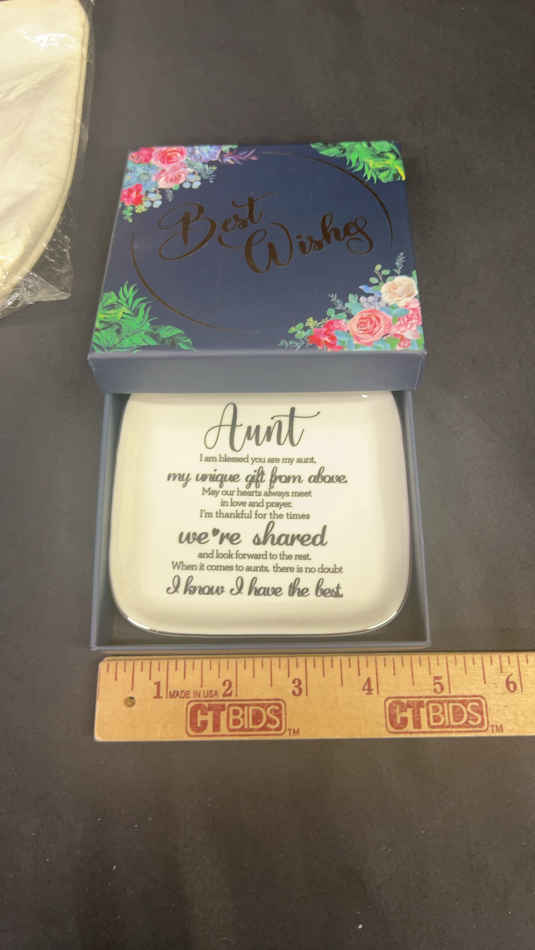 Best
Wishes
Aunt
I am blessed you are my aunt,
my unique gift from above.
May our hearts always meet
in love and prayer.
I'm thankful for the times
we're shared
and look forward to the rest.
When it comes to aunts, there is no doubt
I know I have the best.
1 MADE IN USA 2 3 4 5 6
CTBIDS TM CTBIDS TM